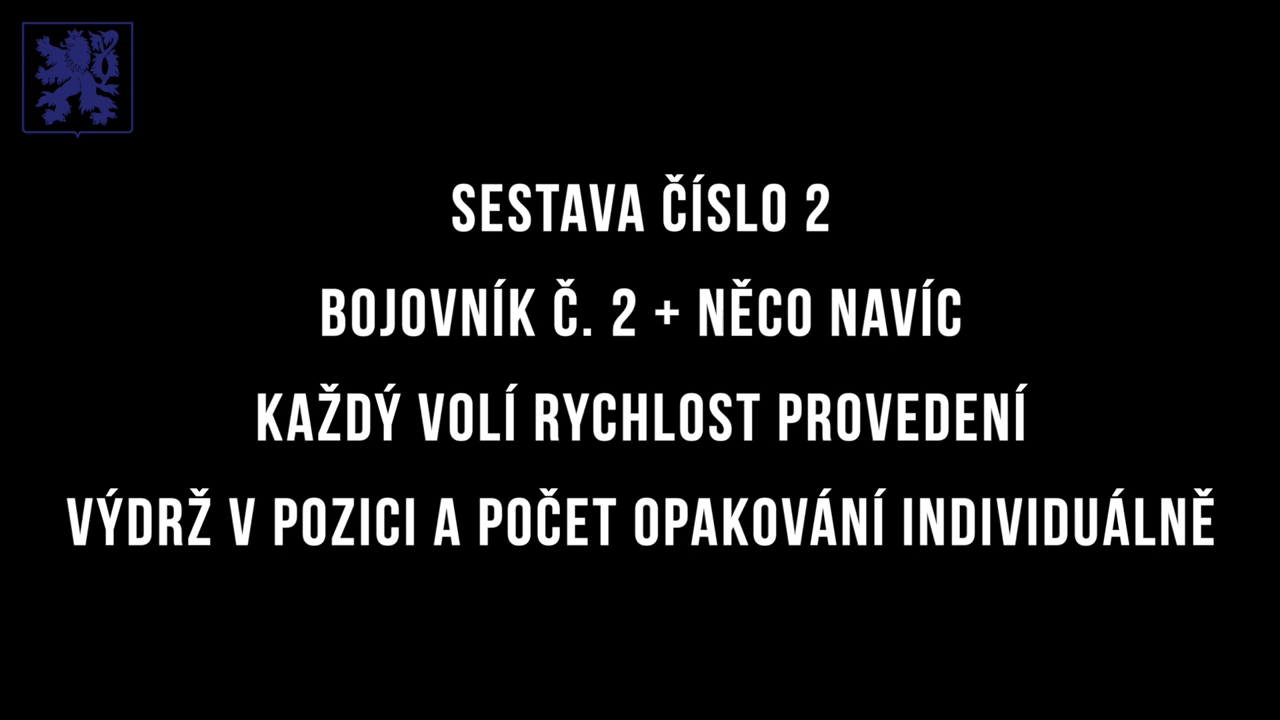 SESTAVA ČÍSLO 2
BOJOVNÍK Č. 2 + NĚCO NAVÍC
KAŽDÝ VOLÍ RYCHLOST PROVEDENÍ
VÝDRŽ V POZICI A POČET OPAKOVÁNÍ INDIVIDUÁLNĚ